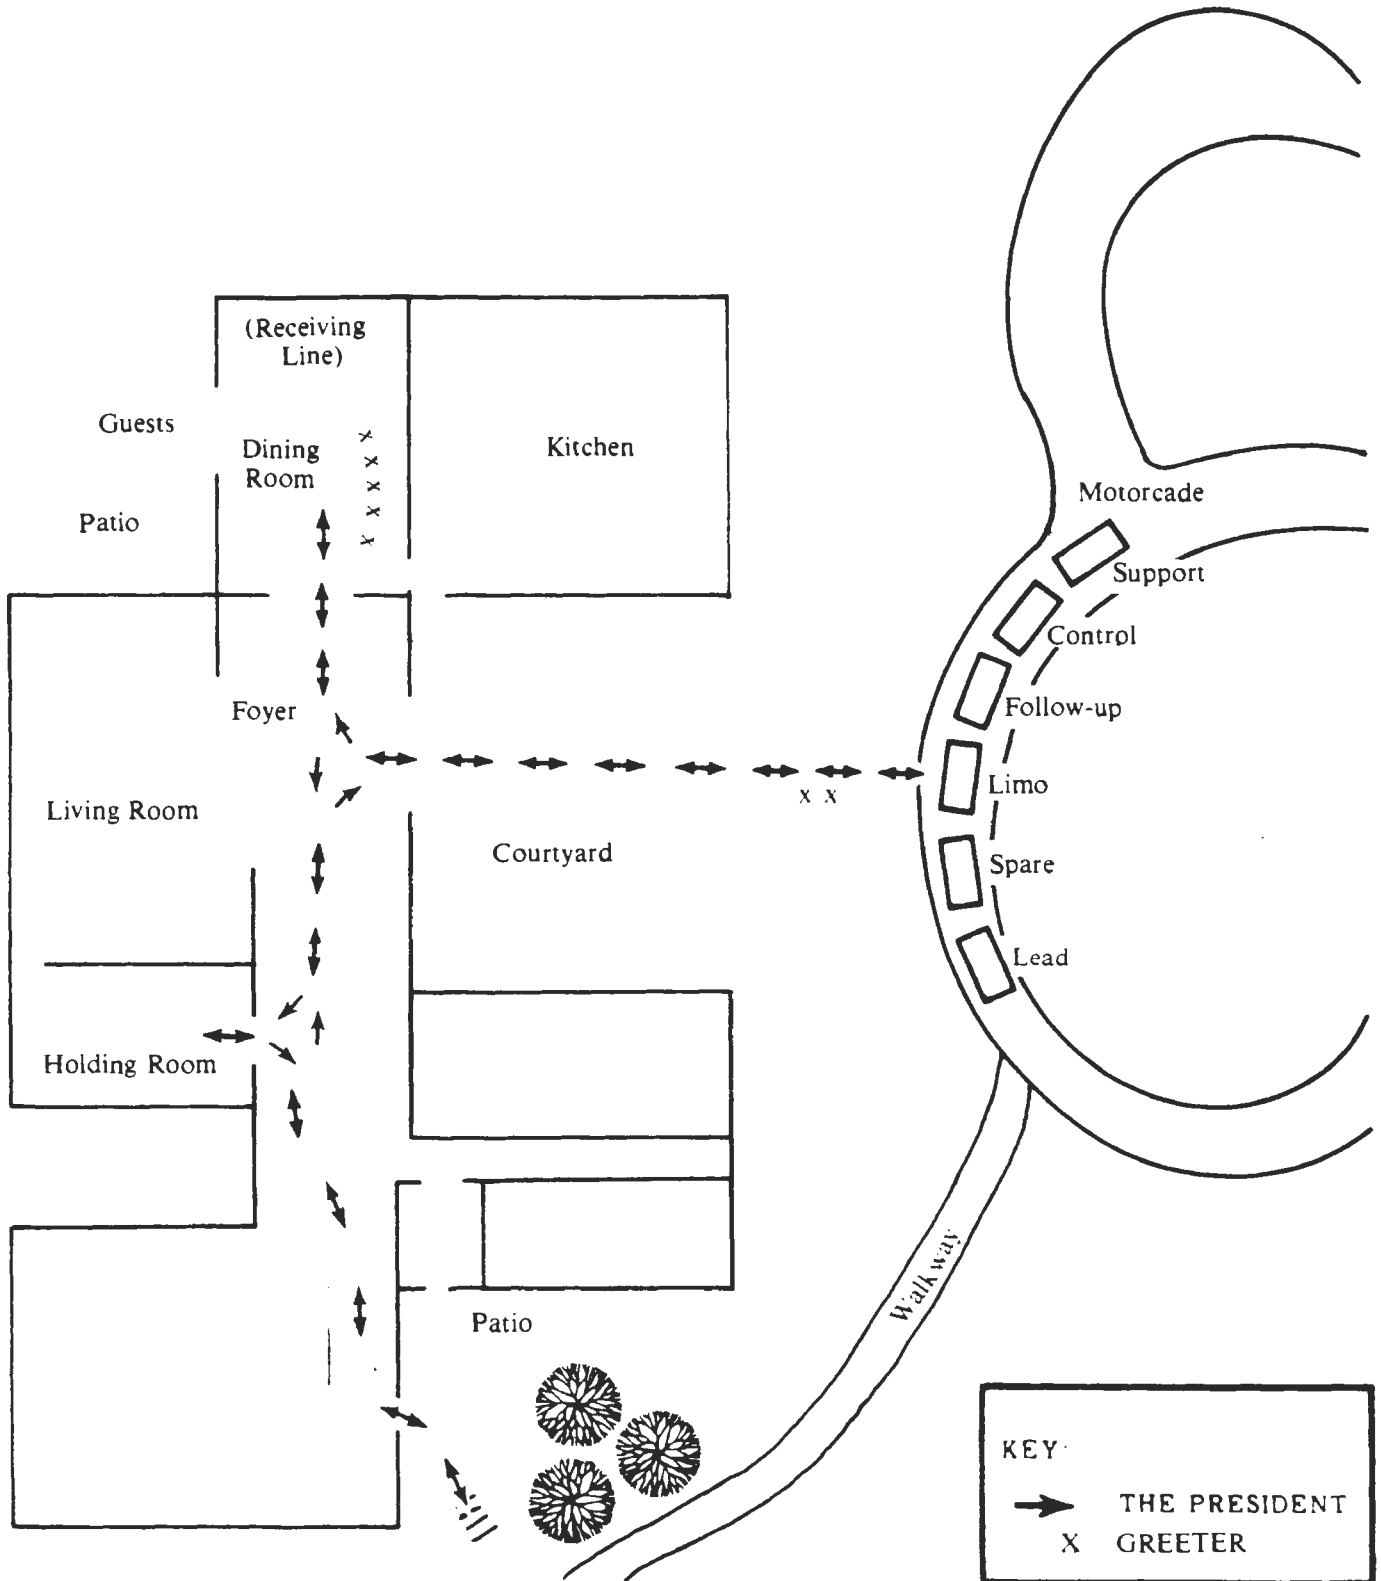 (Receiving
Line)
Guests
Dining
Room
x
x
x
x
x
Kitchen
Patio
Motorcade
Support
Control
Follow-up
Foyer
Limo
x x
Living Room
Courtyard
Spare
Lead
Holding Room
Walkway
Patio
KEY
THE PRESIDENT
X GREETER